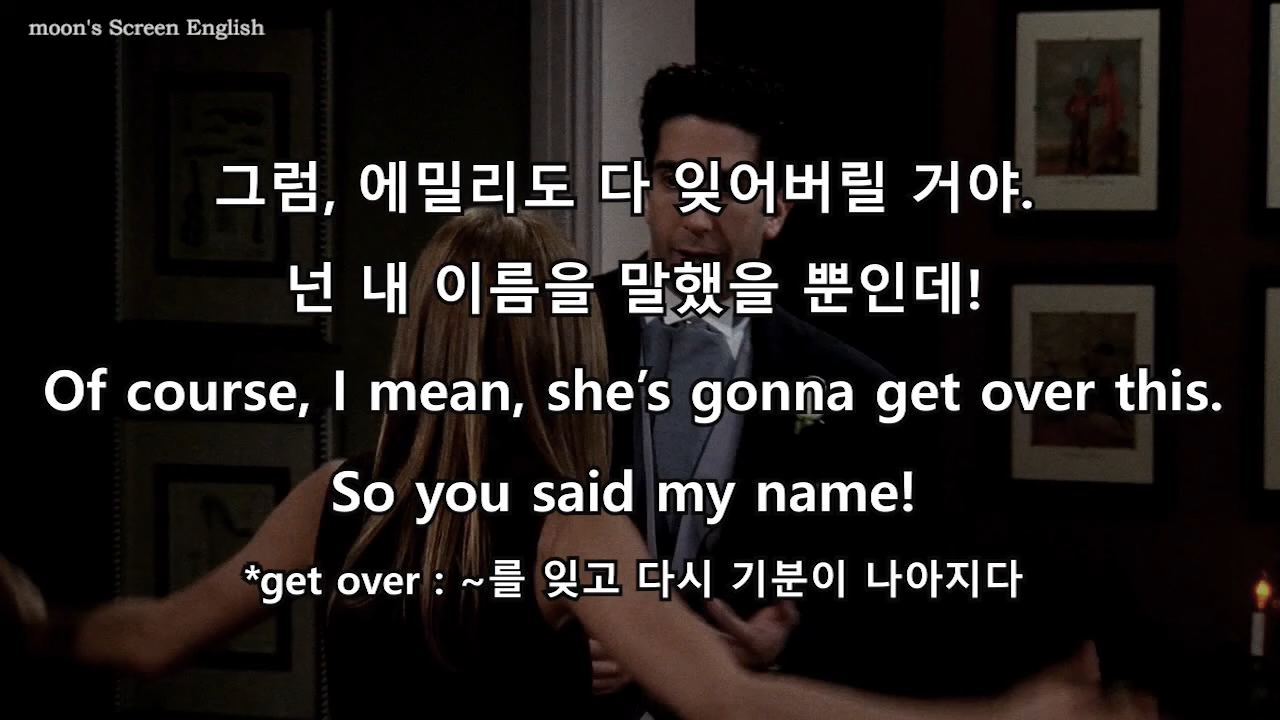 moon's Screen English
그럼, 에밀리도 다 잊어버릴 거야.
넌 내 이름을 말했을 뿐인데!
Of course, I mean, she’s gonna get over this.
So you said my name!
*get over : ~를 잊고 다시 기분이 나아지다